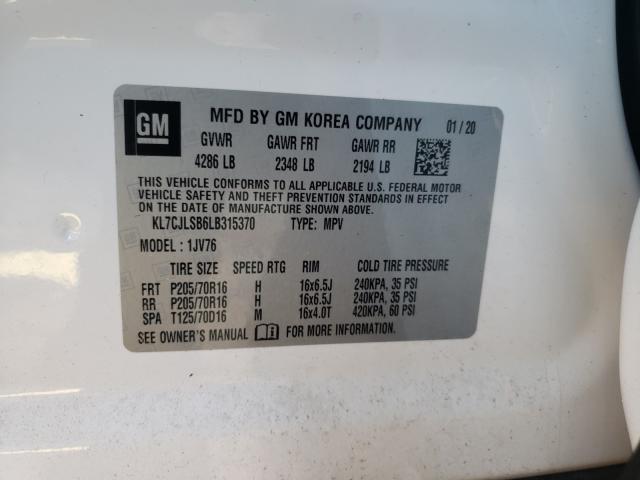 GM MFD BY GM KOREA COMPANY 01/20
GVWR GAWR FRT GAWR RR
4286 LB 2348 LB 2194 LB
THIS VEHICLE CONFORMS TO ALL APPLICABLE U.S. FEDERAL MOTOR
VEHICLE SAFETY AND THEFT PREVENTION STANDARDS IN EFFECT ON
THE DATE OF MANUFACTURE SHOWN ABOVE.
KL7CJLSB6LB315370 TYPE: MPV
MODEL: 1JV76
TIRE SIZE SPEED RTG RIM COLD TIRE PRESSURE
FRT P205/70R16 H 16x6.5J 240KPA, 35 PSI
RR P205/70R16 H 16x6.5J 240KPA, 35 PSI
SPA T125/70D16 M 16x4.0T 420KPA, 60 PSI
SEE OWNER'S MANUAL FOR MORE INFORMATION.